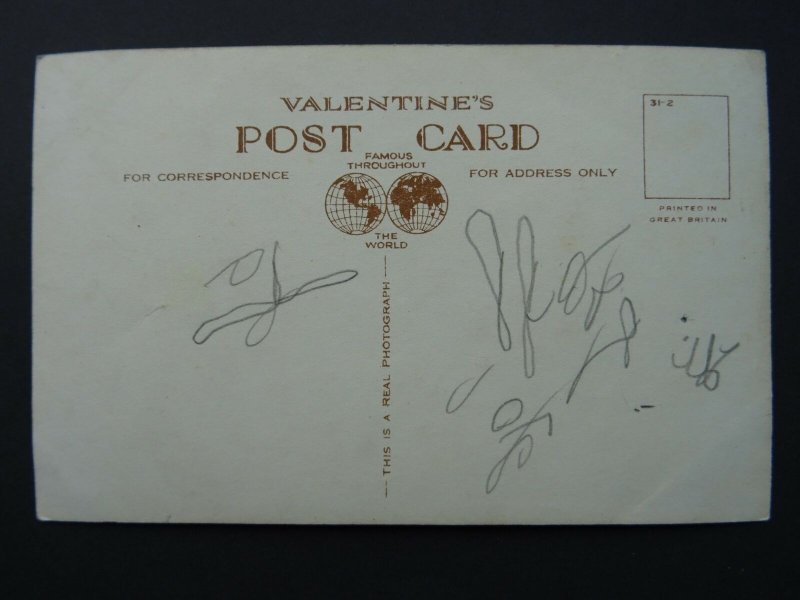 VALENTINE'S
POST CARD
FAMOUS
THROUGHOUT
THE
WORLD
FOR CORRESPONDENCE
FOR ADDRESS ONLY
31-2
PRINTED IN
GREAT BRITAIN
THIS IS A REAL PHOTOGRAPH